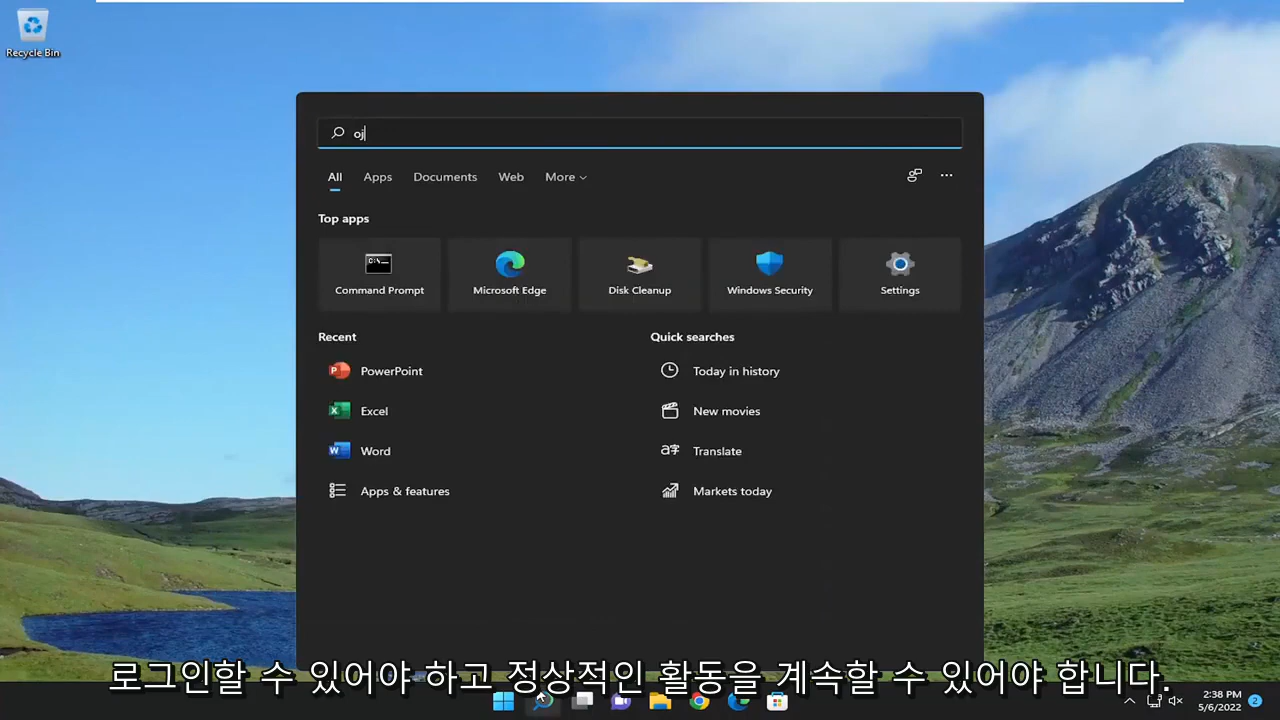 Recycle Bin
oj
All Apps Documents Web More
Top apps
Command Prompt Microsoft Edge Disk Cleanup Windows Security Settings
Recent Quick searches
PowerPoint Today in history
Excel New movies
Word Translate
Apps & features Markets today
로그인할 수 있어야 하고 정상적인 활동을 계속할 수 있어야 합니다.
2:38 PM
5/6/2022 2